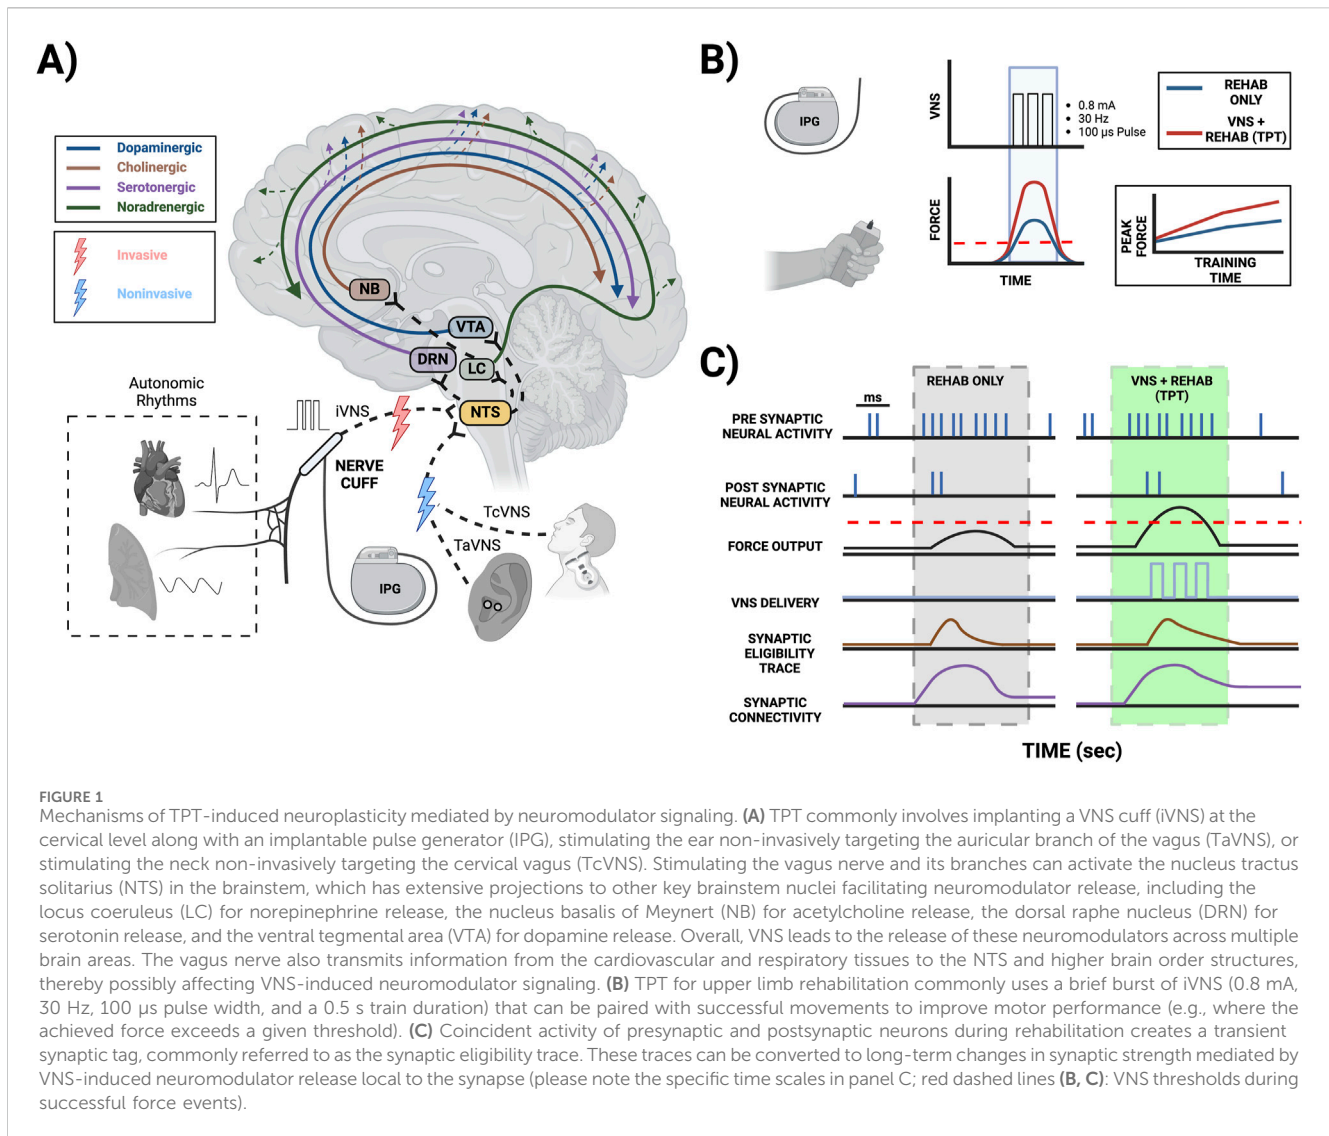 A)
Dopaminergic
Cholinergic
Serotonergic
Noradrenergic
Invasive
Noninvasive
NB
VTA
DRN
LC
NTS
Autonomic
Rhythms
iVNS
NERVE
CUFF
TcVNS
TaVNS
IPG
B)
IPG
VNS
• 0.8 mA
• 30 Hz
• 100 µs Pulse
REHAB
ONLY
VNS +
REHAB (TPT)
FORCE
TIME
PEAK
FORCE
TRAINING
TIME
C)
REHAB ONLY
VNS + REHAB
(TPT)
ms
PRE SYNAPTIC
NEURAL ACTIVITY
POST SYNAPTIC
NEURAL ACTIVITY
FORCE OUTPUT
VNS DELIVERY
SYNAPTIC
ELIGIBILITY
TRACE
SYNAPTIC
CONNECTIVITY
TIME (sec)
FIGURE 1
Mechanisms of TPT-induced neuroplasticity mediated by neuromodulator signaling. (A) TPT commonly involves implanting a VNS cuff (iVNS) at the
cervical level along with an implantable pulse generator (IPG), stimulating the ear non-invasively targeting the auricular branch of the vagus (TaVNS), or
stimulating the neck non-invasively targeting the cervical vagus (TcVNS). Stimulating the vagus nerve and its branches can activate the nucleus tractus
solitarius (NTS) in the brainstem, which has extensive projections to other key brainstem nuclei facilitating neuromodulator release, including the
locus coeruleus (LC) for norepinephrine release, the nucleus basalis of Meynert (NB) for acetylcholine release, the dorsal raphe nucleus (DRN) for
serotonin release, and the ventral tegmental area (VTA) for dopamine release. Overall, VNS leads to the release of these neuromodulators across multiple
brain areas. The vagus nerve also transmits information from the cardiovascular and respiratory tissues to the NTS and higher brain order structures,
thereby possibly affecting VNS-induced neuromodulator signaling. (B) TPT for upper limb rehabilitation commonly uses a brief burst of iVNS (0.8 mA,
30 Hz, 100 µs pulse width, and a 0.5 s train duration) that can be paired with successful movements to improve motor performance (e.g., where the
achieved force exceeds a given threshold). (C) Coincident activity of presynaptic and postsynaptic neurons during rehabilitation creates a transient
synaptic tag, commonly referred to as the synaptic eligibility trace. These traces can be converted to long-term changes in synaptic strength mediated by
VNS-induced neuromodulator release local to the synapse (please note the specific time scales in panel C; red dashed lines (B, C): VNS thresholds during
successful force events).